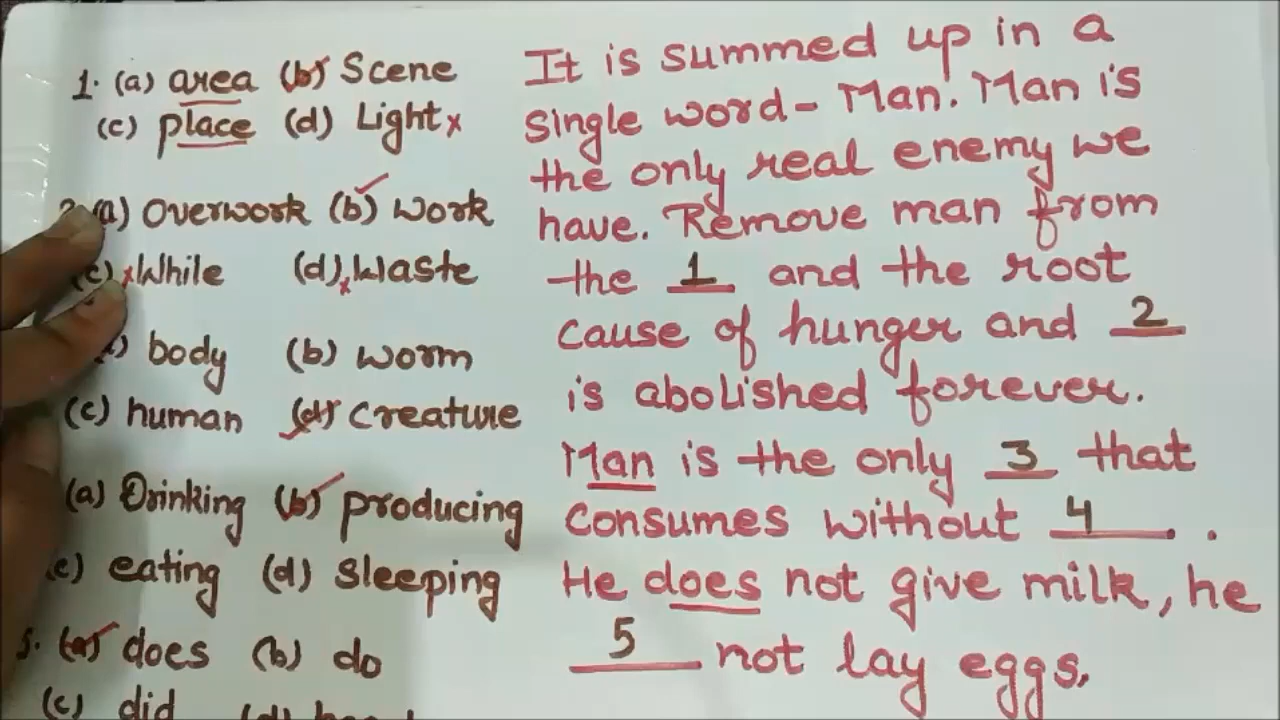 1. (a) area (b) Scene
(c) place (d) Light x
(a) Overwork (b) work
(c) x While (d) x Waste
body (b) worm
(c) human (d) Creature
(a) Drinking (b) producing
(c) eating (d) Sleeping
5. (a) does (b) do
(c) did (d)
It is summed up in a
Single word - Man. Man is
the only real enemy we
have. Remove man from
the 1 and the root
cause of hunger and 2
is abolished forever.
Man is the only 3 that
consumes without 4.
He does not give milk, he
5 not lay eggs.